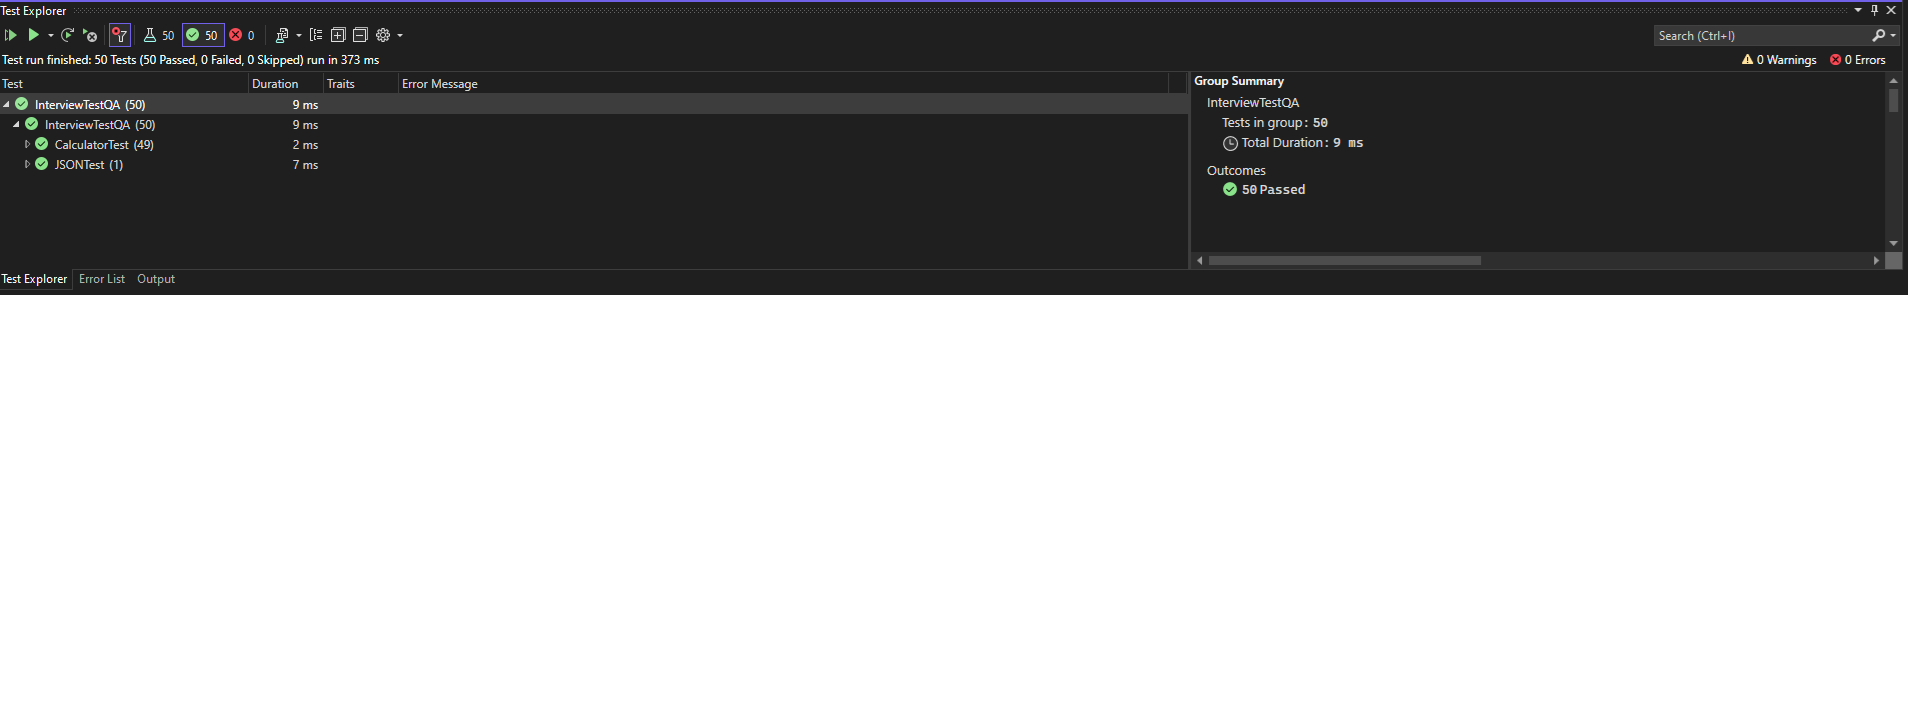 Test Explorer
50 50 0
Search (Ctrl+I)
Test run finished: 50 Tests (50 Passed, 0 Failed, 0 Skipped) run in 373 ms
0 Warnings 0 Errors
Test Duration Traits Error Message
InterviewTestQA (50) 9 ms
InterviewTestQA (50) 9 ms
CalculatorTest (49) 2 ms
JSONTest (1) 7 ms
Group Summary
InterviewTestQA
Tests in group: 50
Total Duration: 9 ms
Outcomes
50 Passed
Test Explorer Error List Output